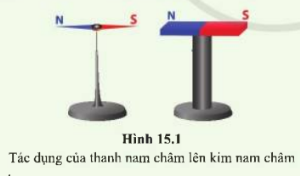 N S N S
Hình 15.1
Tác dụng của thanh nam châm lên kim nam châm